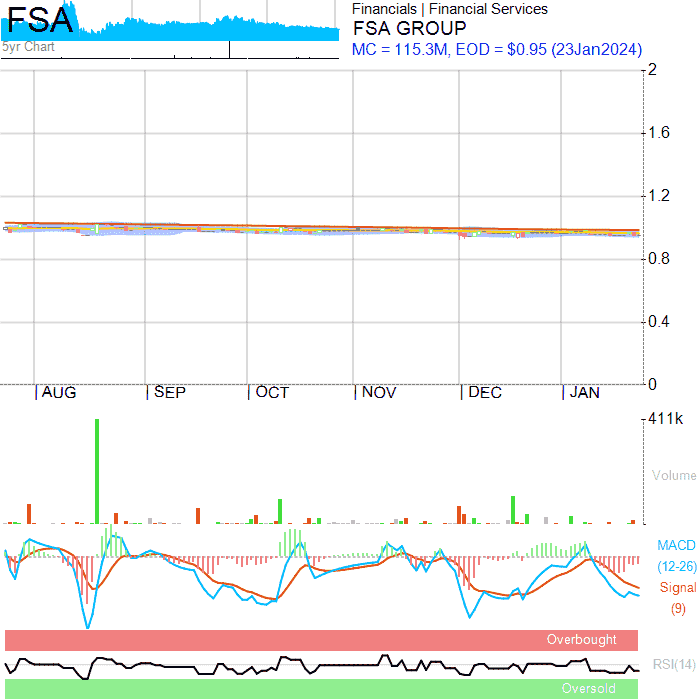 FSA
5yr Chart
Financials | Financial Services
FSA GROUP
MC = 115.3M, EOD = $0.95 (23Jan2024)
2
1.6
1.2
0.8
0.4
0
AUG SEP OCT NOV DEC JAN
411k
Volume
MACD
(12-26)
Signal
(9)
Overbought
RSI(14)
Oversold